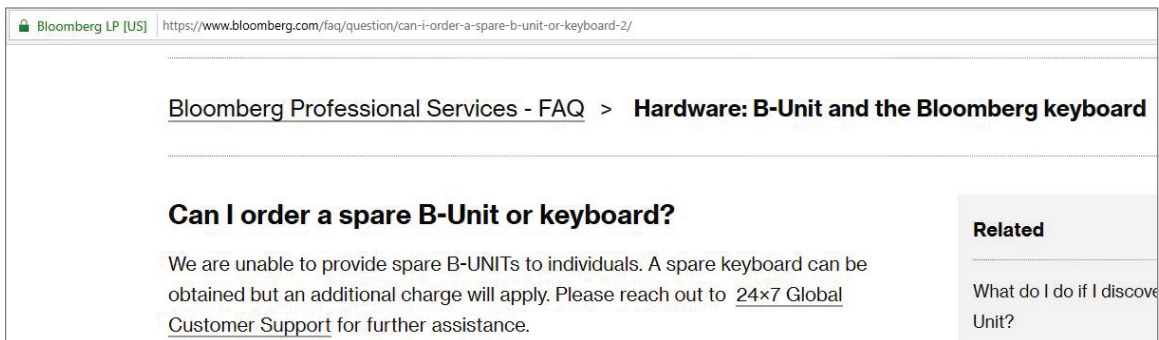 Bloomberg LP [US] https://www.bloomberg.com/faq/question/can-i-order-a-spare-b-unit-or-keyboard-2/
Bloomberg Professional Services - FAQ > Hardware: B-Unit and the Bloomberg keyboard
Can I order a spare B-Unit or keyboard?
We are unable to provide spare B-UNITs to individuals. A spare keyboard can be
obtained but an additional charge will apply. Please reach out to 24×7 Global
Customer Support for further assistance.
Related
What do I do if I discove
Unit?